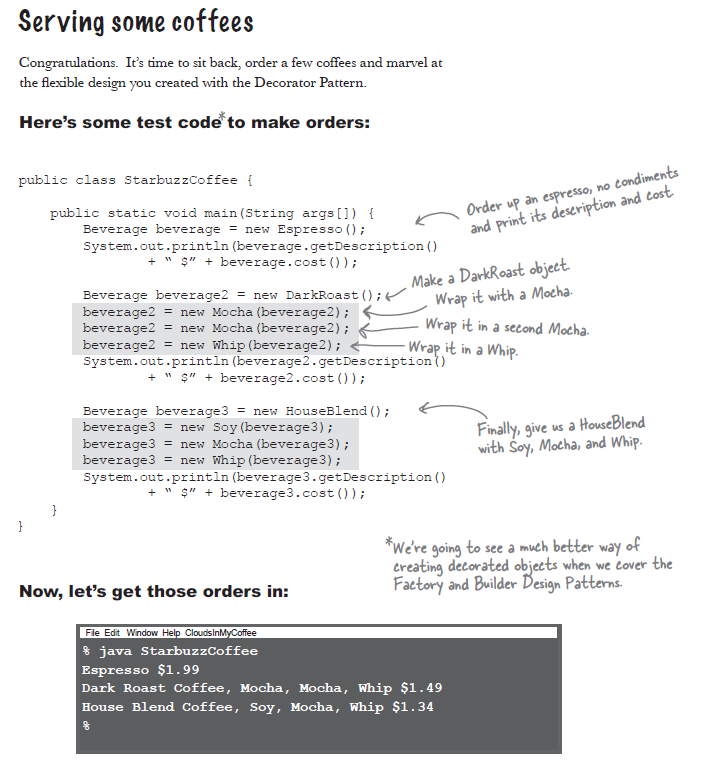 Serving some coffees
Congratulations. It's time to sit back, order a few coffees and marvel at
the flexible design you created with the Decorator Pattern.
Here's some test code* to make orders:
public class StarbuzzCoffee {
public static void main(String args[]) {
Beverage beverage = new Espresso();
System.out.println(beverage.getDescription()
+ “ $” + beverage.cost());
Order up an espresso, no condiments
and print its description and cost.
Beverage beverage2 = new DarkRoast();
beverage2 = new Mocha(beverage2);
beverage2 = new Mocha(beverage2);
beverage2 = new Whip(beverage2);
System.out.println(beverage2.getDescription()
+ “ $” + beverage2.cost());
Make a DarkRoast object.
Wrap it with a Mocha.
Wrap it in a second Mocha.
Wrap it in a Whip.
Beverage beverage3 = new HouseBlend();
beverage3 = new Soy(beverage3);
beverage3 = new Mocha(beverage3);
beverage3 = new Whip(beverage3);
System.out.println(beverage3.getDescription()
+ “ $” + beverage3.cost());
}
}
Finally, give us a HouseBlend
with Soy, Mocha, and Whip.
*We're going to see a much better way of
creating decorated objects when we cover the
Factory and Builder Design Patterns.
Now, let's get those orders in:
File Edit Window Help CloudsInMyCoffee
% java StarbuzzCoffee
Espresso $1.99
Dark Roast Coffee, Mocha, Mocha, Whip $1.49
House Blend Coffee, Soy, Mocha, Whip $1.34
%